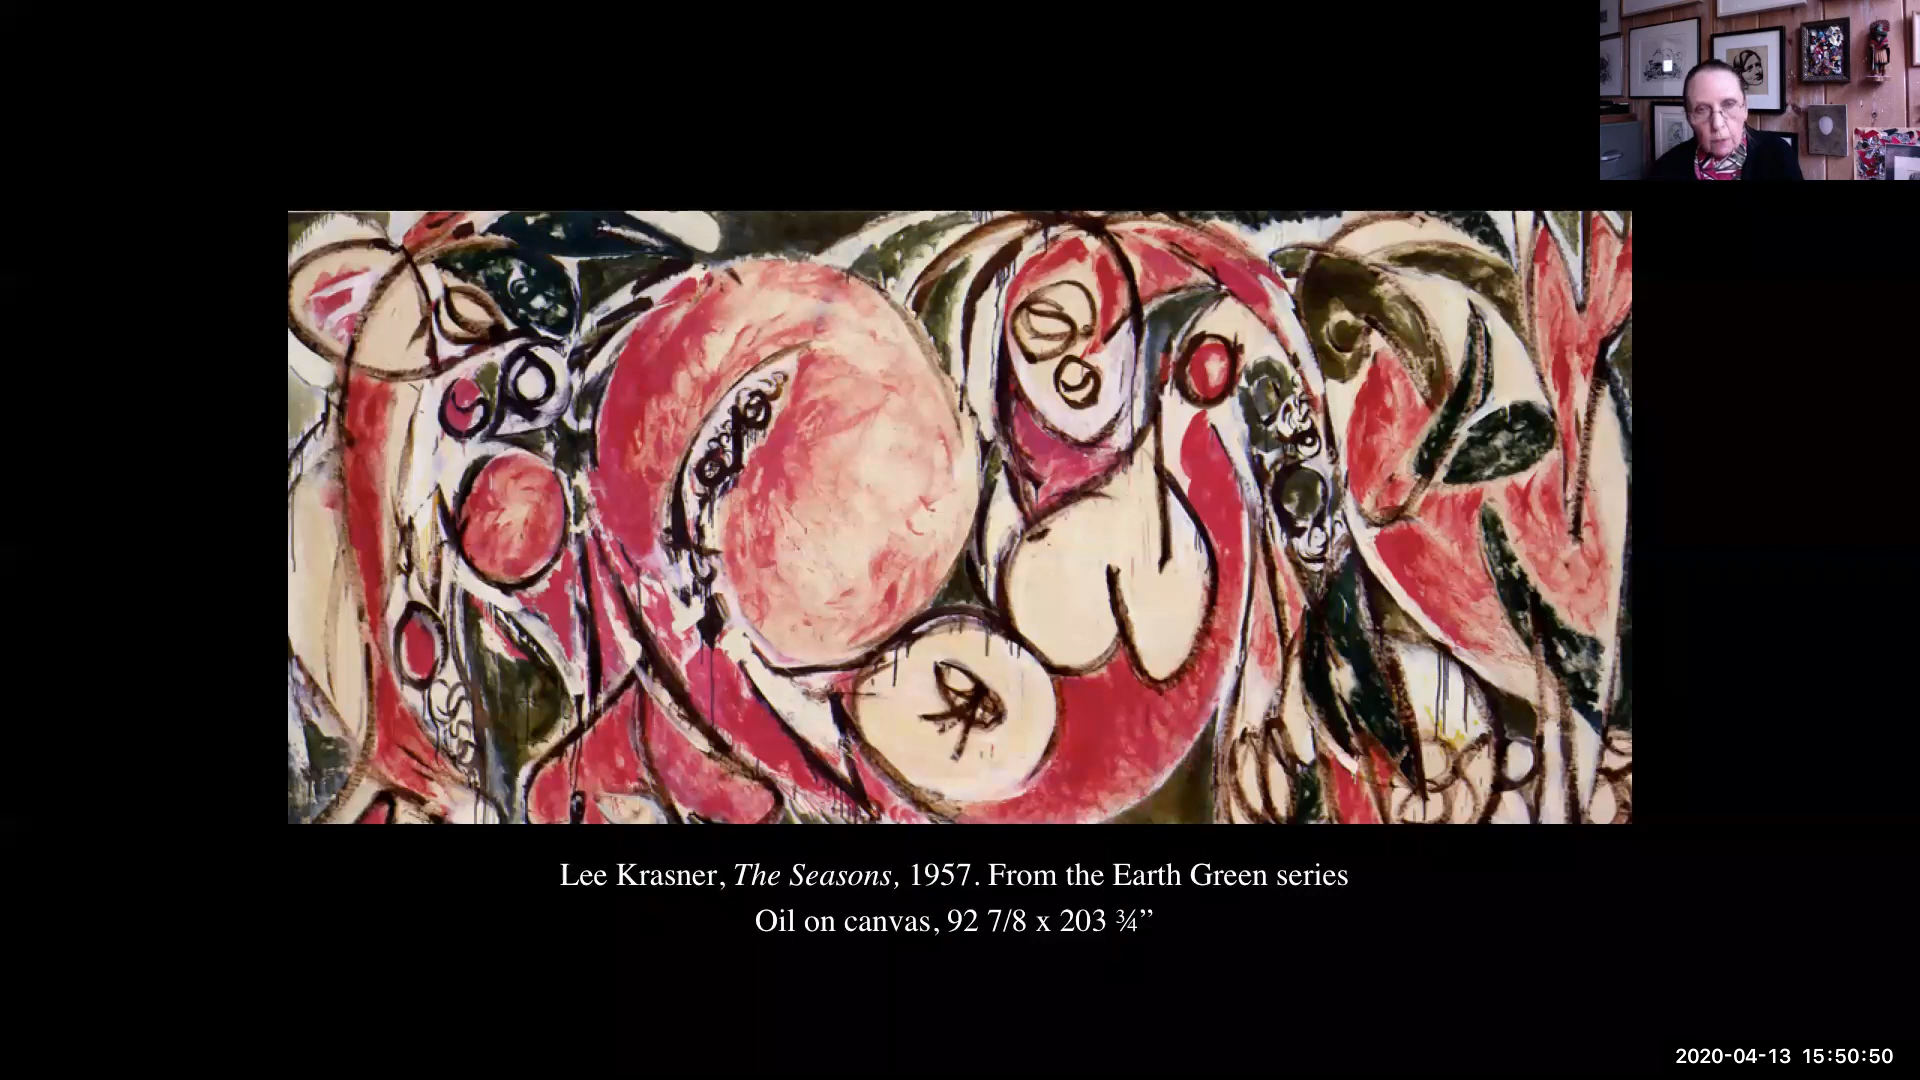 Lee Krasner, The Seasons, 1957. From the Earth Green series
Oil on canvas, 92 7/8 x 203 ¾”
2020-04-13 15:50:50